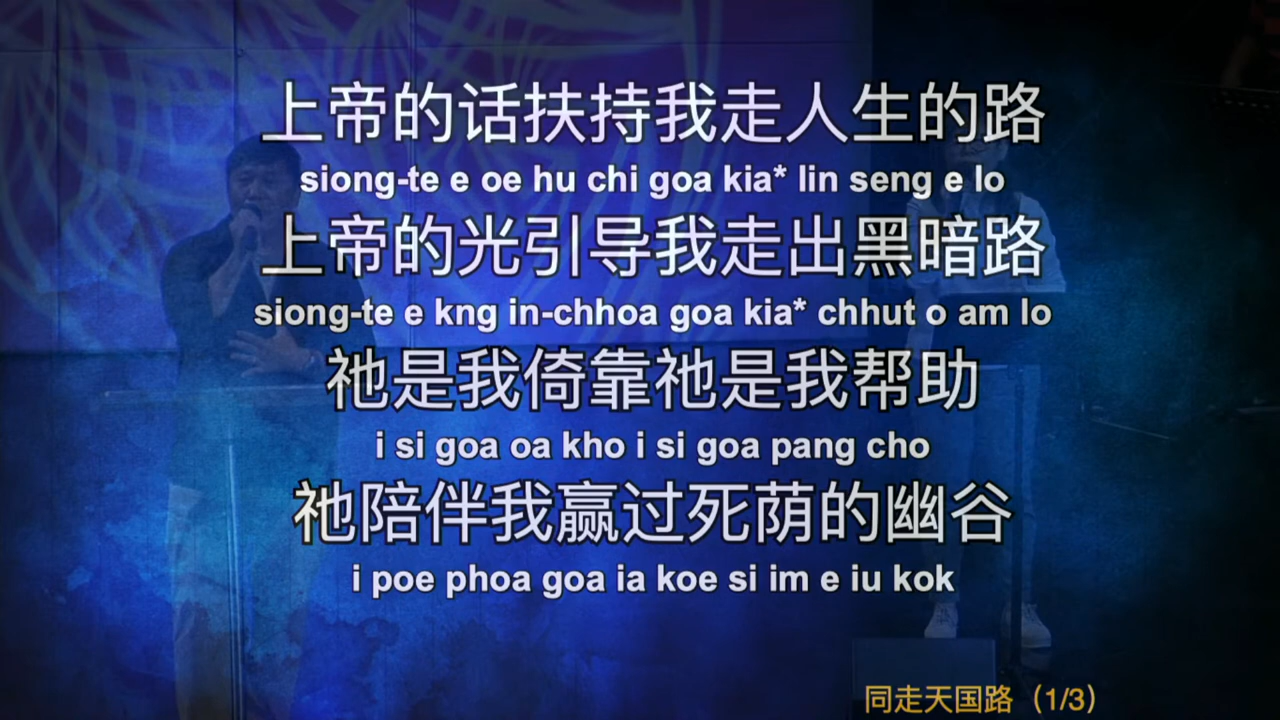 上帝的话扶持我走人生的路
siong-te e oe hu chi goa kia* lin seng e lo
上帝的光引导我走出黑暗路
siong-te e kng in-chhoa goa kia* chhut o am lo
祂是我倚靠祂是我帮助
i si goa oa kho i si goa pang cho
祂陪伴我赢过死荫的幽谷
i poe phoa goa ia koe si im e iu kok
同走天国路（1/3）